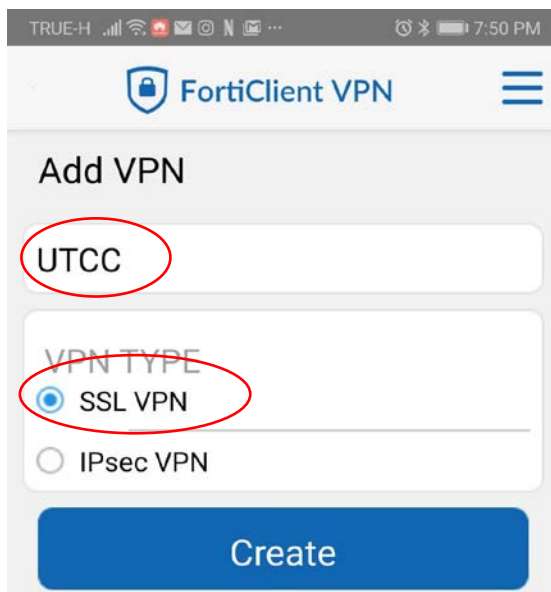 TRUE-H N M ... 7:50 PM
FortiClient VPN
Add VPN
UTCC
VPN TYPE
SSL VPN
IPsec VPN
Create